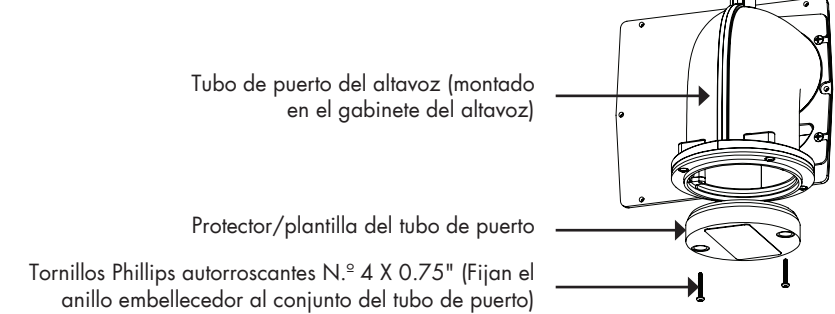 Tubo de puerto del altavoz (montado
en el gabinete del altavoz)
Protector/plantilla del tubo de puerto
Tornillos Phillips autorroscantes N.º 4 X 0.75" (Fijan el
anillo embellecedor al conjunto del tubo de puerto)